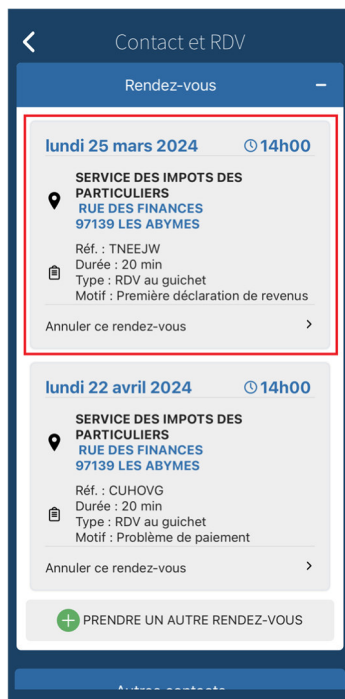 Contact et RDV
Rendez-vous
lundi 25 mars 2024 14h00
SERVICE DES IMPOTS DES
PARTICULIERS
RUE DES FINANCES
97139 LES ABYMES
Réf. : TNEEJW
Durée : 20 min
Type : RDV au guichet
Motif : Première déclaration de revenus
Annuler ce rendez-vous
lundi 22 avril 2024 14h00
SERVICE DES IMPOTS DES
PARTICULIERS
RUE DES FINANCES
97139 LES ABYMES
Réf. : CUHOVG
Durée : 20 min
Type : RDV au guichet
Motif : Problème de paiement
Annuler ce rendez-vous
PRENDRE UN AUTRE RENDEZ-VOUS
Autres contacts